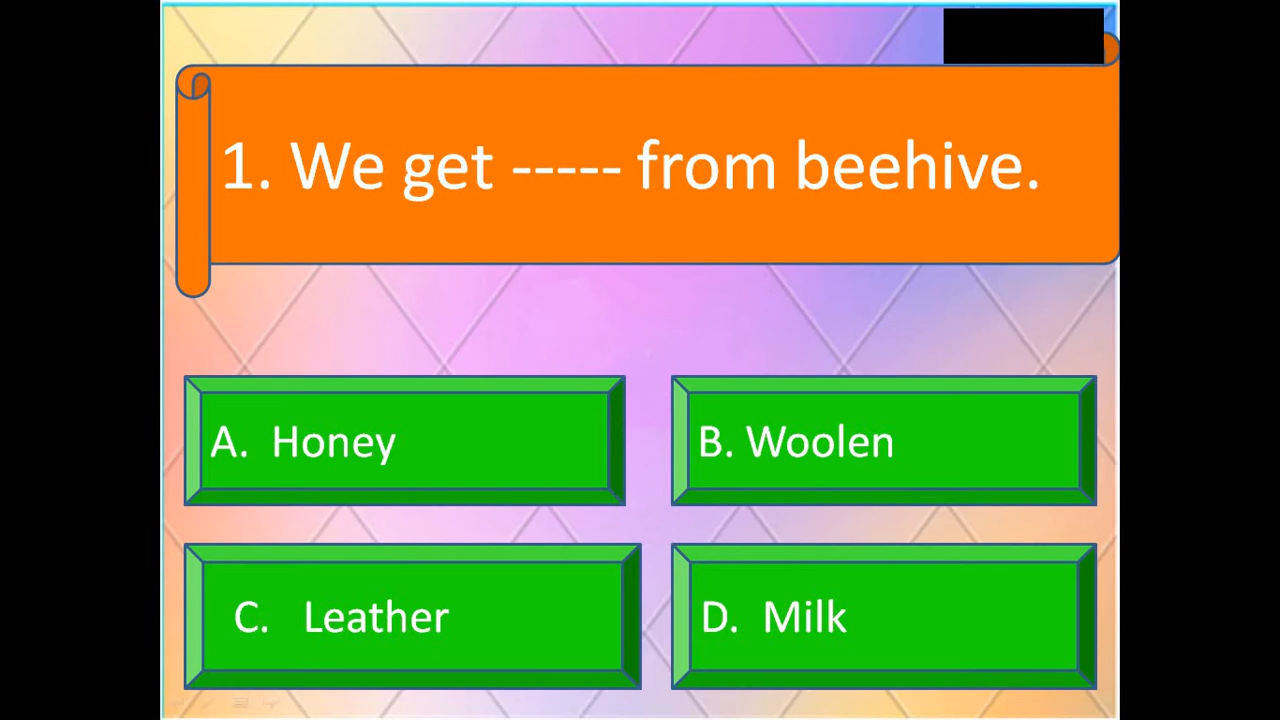 1. We get ----- from beehive.
A. Honey
B. Woolen
C. Leather
D. Milk